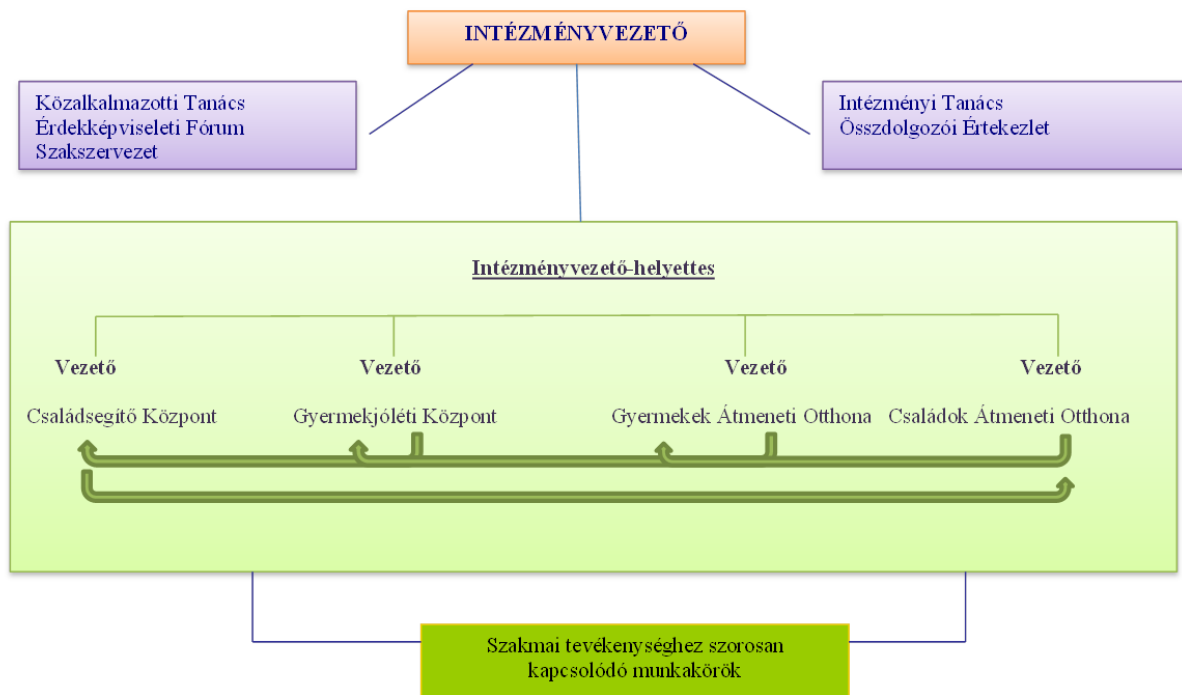 INTÉZMÉNYVEZETŐ
Közalkalmazotti Tanács
Érdekképviseleti Fórum
Szakszervezet
Intézményi Tanács
Összdolgozói Értekezlet
Intézményvezető-helyettes
Vezető
Vezető
Vezető
Vezető
Családsegítő Központ
Gyermekjóléti Központ
Gyermekek Átmeneti Otthona
Családok Átmeneti Otthona
Szakmai tevékenységhez szorosan
kapcsolódó munkakörök